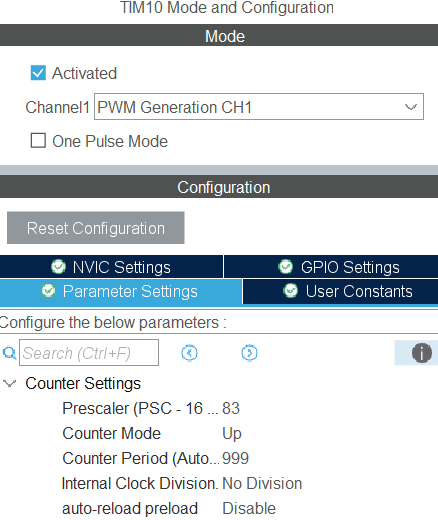 TIM10 Mode and Configuration
Mode
Activated
Channel1 PWM Generation CH1
One Pulse Mode
Configuration
Reset Configuration
NVIC Settings GPIO Settings
Parameter Settings User Constants
Configure the below parameters :
Search (Ctrl+F)
Counter Settings
Prescaler (PSC - 16 ... 83
Counter Mode Up
Counter Period (Auto... 999
Internal Clock Division. No Division
auto-reload preload Disable